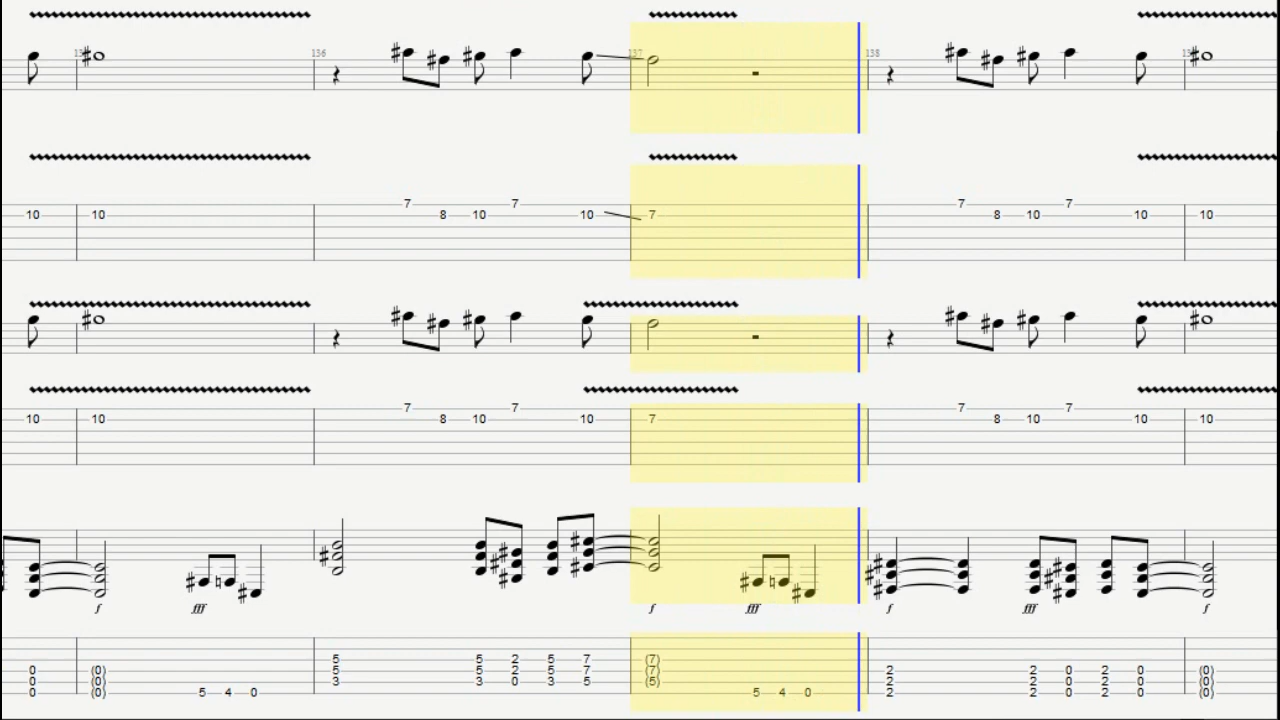 136 137 138
7 7 7 7
10 10 8 10 10 7 8 10 10 10
7 7 7 7
10 10 8 10 10 7 8 10 10 10
f fff f fff f fff f
5 5 2 5 7 (7)
0 (0) 5 5 2 5 7 (7) 2 2 0 2 0 (0)
0 (0) 3 3 0 3 5 (5) 2 2 0 2 0 (0)
0 (0) 5 4 0 5 4 0 2 2 0 2 0 (0)